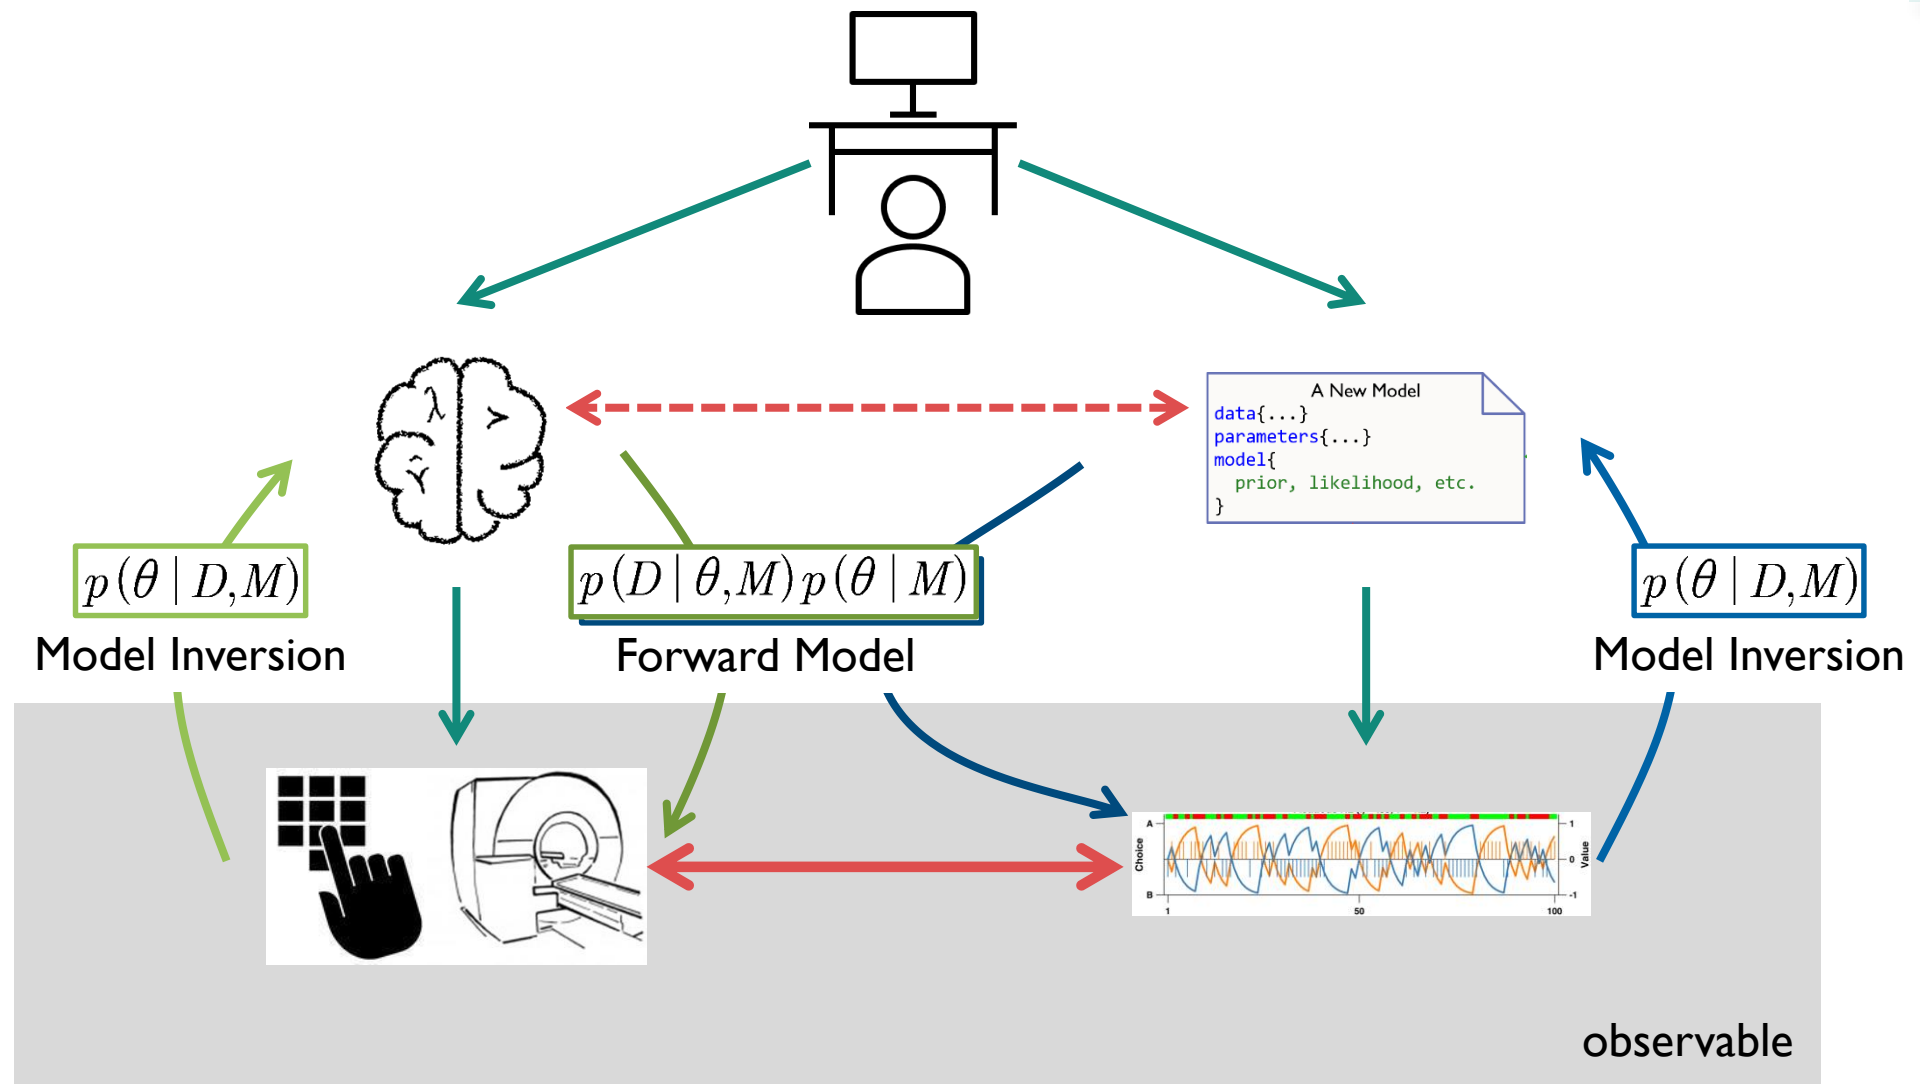 A New Model
data{...}
parameters{...}
model{
prior, likelihood, etc.
}
p(θ | D,M)
p(D | θ,M)p(θ | M)
p(θ | D,M)
Model Inversion
Forward Model
Model Inversion
A
B
Choice
1
50
100
1
0
-1
Value
observable